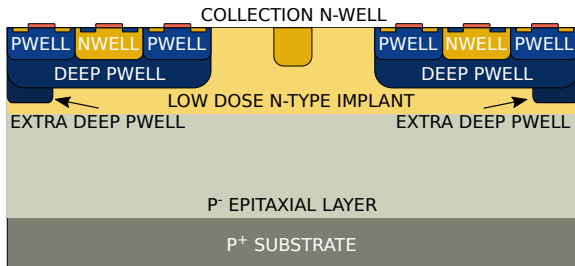 COLLECTION N-WELL
PWELL NWELL PWELL PWELL NWELL PWELL
DEEP PWELL DEEP PWELL
LOW DOSE N-TYPE IMPLANT
EXTRA DEEP PWELL EXTRA DEEP PWELL
P- EPITAXIAL LAYER
P+ SUBSTRATE